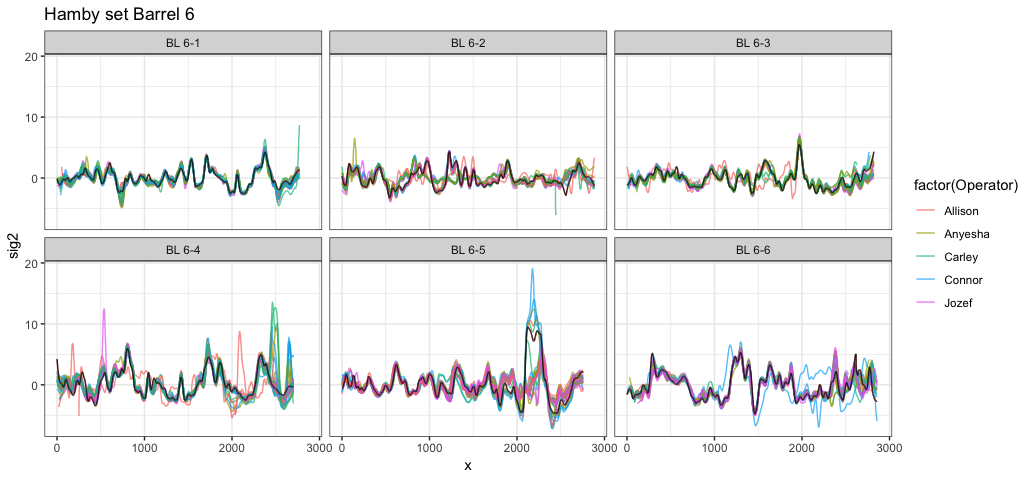 Hamby set Barrel 6
BL 6-1 BL 6-2 BL 6-3
20
10
0
BL 6-4 BL 6-5 BL 6-6
20
10
0
0 1000 2000 3000 0 1000 2000 3000 0 1000 2000 3000
x
sig2
factor(Operator)
Allison
Anyesha
Carley
Connor
Jozef